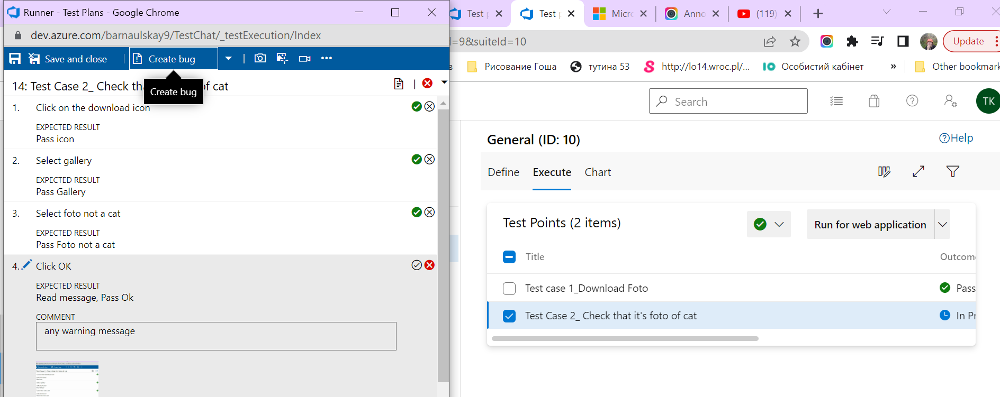 Runner - Test Plans - Google Chrome
dev.azure.com/barnaulskay9/TestChat/_testExecution/Index
Save and close
Create bug
Create bug
14: Test Case 2_ Check tha of cat
1. Click on the download icon
EXPECTED RESULT
Pass icon
2. Select gallery
EXPECTED RESULT
Pass Gallery
3. Select foto not a cat
EXPECTED RESULT
Pass Foto not a cat
4. Click OK
EXPECTED RESULT
Read message, Pass Ok
COMMENT
any warning message
Test p
Test p
Micro
Anno
(119)
=9&suiteId=10
Update
Рисование Гоша
тутина 53
http://lo14.wroc.pl/...
Особистий кабінет
»
Other bookmark
Search
TK
General (ID: 10)
Help
Define
Execute
Chart
Test Points (2 items)
Run for web application
Title
Outcom
Test case 1_Download Foto
Pass
Test Case 2_ Check that it's foto of cat
In Pr